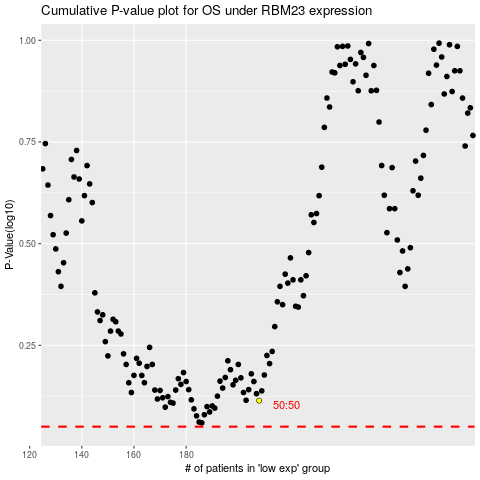 Cumulative P-value plot for OS under RBM23 expression
1.00
0.75
0.50
0.25
P-Value(log10)
50:50
120 140 160 180
# of patients in 'low exp' group